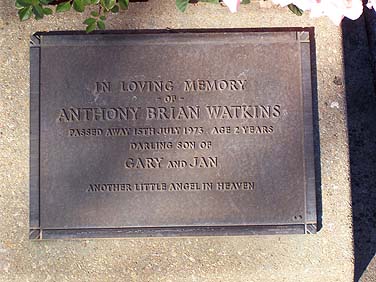 IN LOVING MEMORY
- OF -
ANTHONY BRIAN WATKINS
PASSED AWAY 15TH JULY 1973 AGE 2 YEARS
DARLING SON OF
GARY AND JAN
ANOTHER LITTLE ANGEL IN HEAVEN